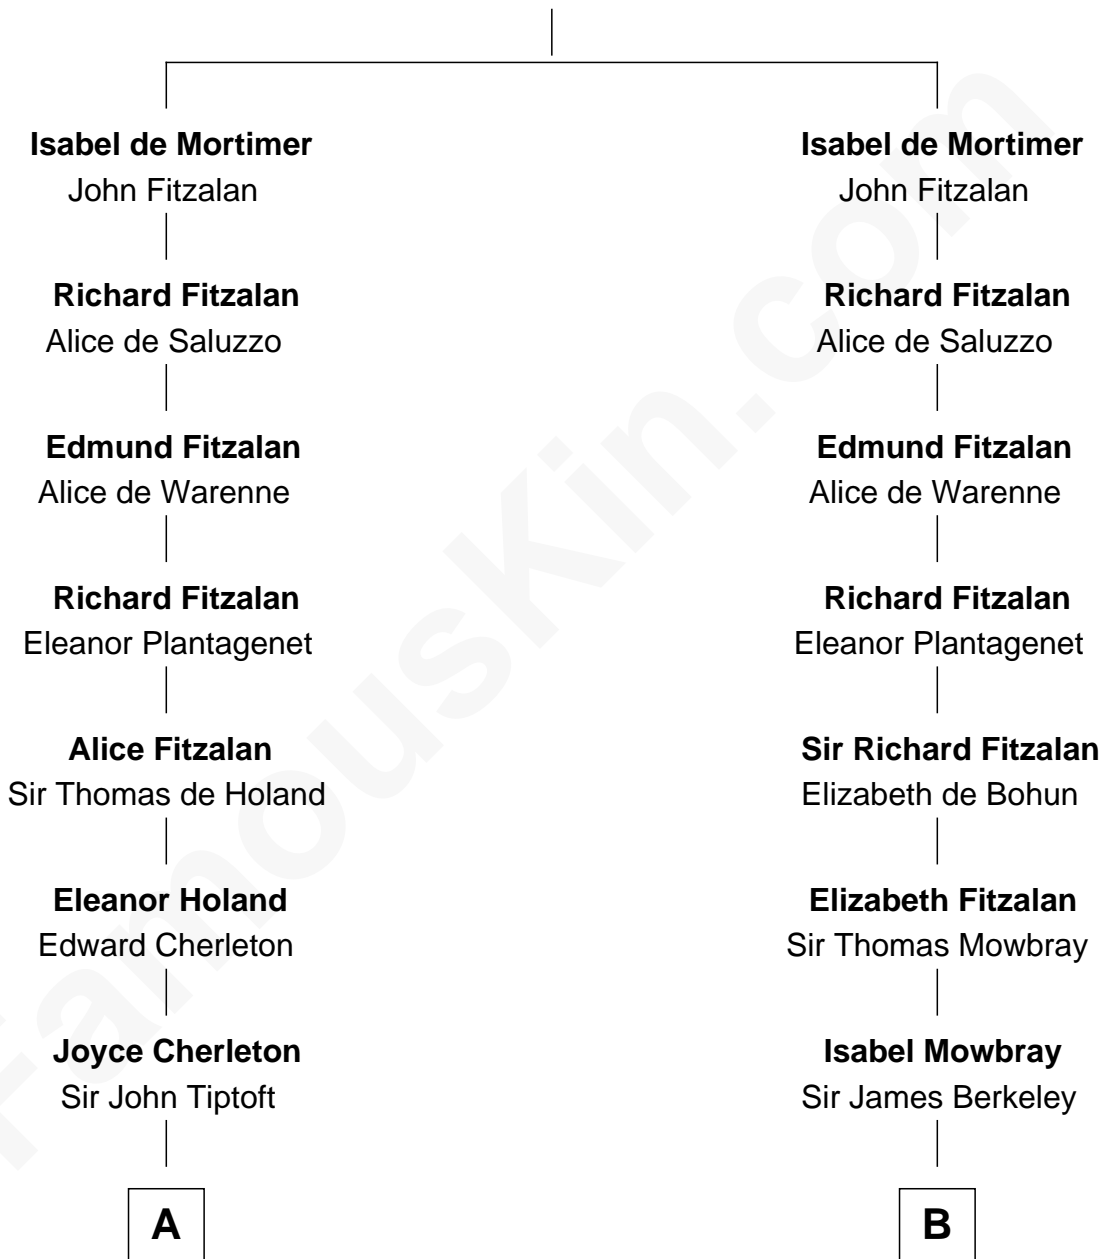 Isabel de Mortimer
John Fitzalan
Richard Fitzalan
Alice de Saluzzo
Edmund Fitzalan
Alice de Warenne
Richard Fitzalan
Eleanor Plantagenet
Alice Fitzalan
Sir Thomas de Holand
Eleanor Holand
Edward Cherleton
Joyce Cherleton
Sir John Tiptoft
A
Isabel de Mortimer
John Fitzalan
Richard Fitzalan
Alice de Saluzzo
Edmund Fitzalan
Alice de Warenne
Richard Fitzalan
Eleanor Plantagenet
Sir Richard Fitzalan
Elizabeth de Bohun
Elizabeth Fitzalan
Sir Thomas Mowbray
Isabel Mowbray
Sir James Berkeley
B
FamousKin.com